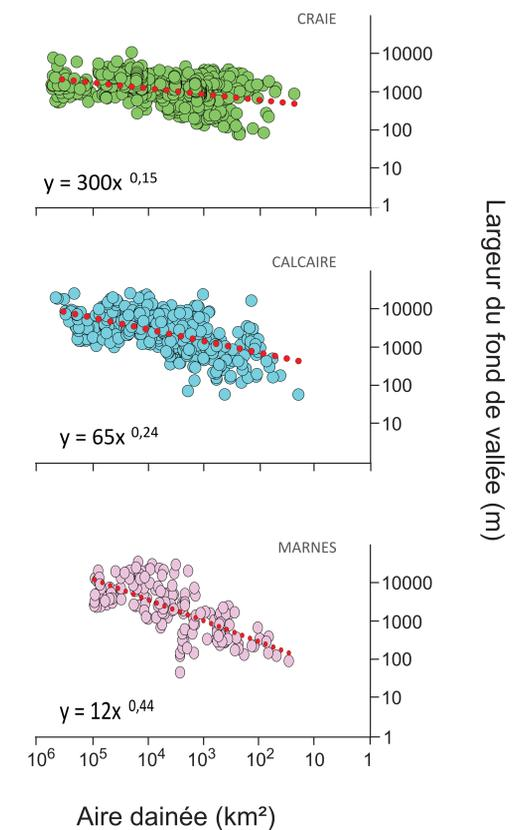 CRAIE
10000
1000
100
10
1
y = 300x 0,15
CALCAIRE
10000
1000
100
10
y = 65x 0,24
MARNES
10000
1000
100
10
1
y = 12x 0,44
10⁶ 10⁵ 10⁴ 10³ 10² 10 1
Aire dainée (km²)
Largeur du fond de vallée (m)